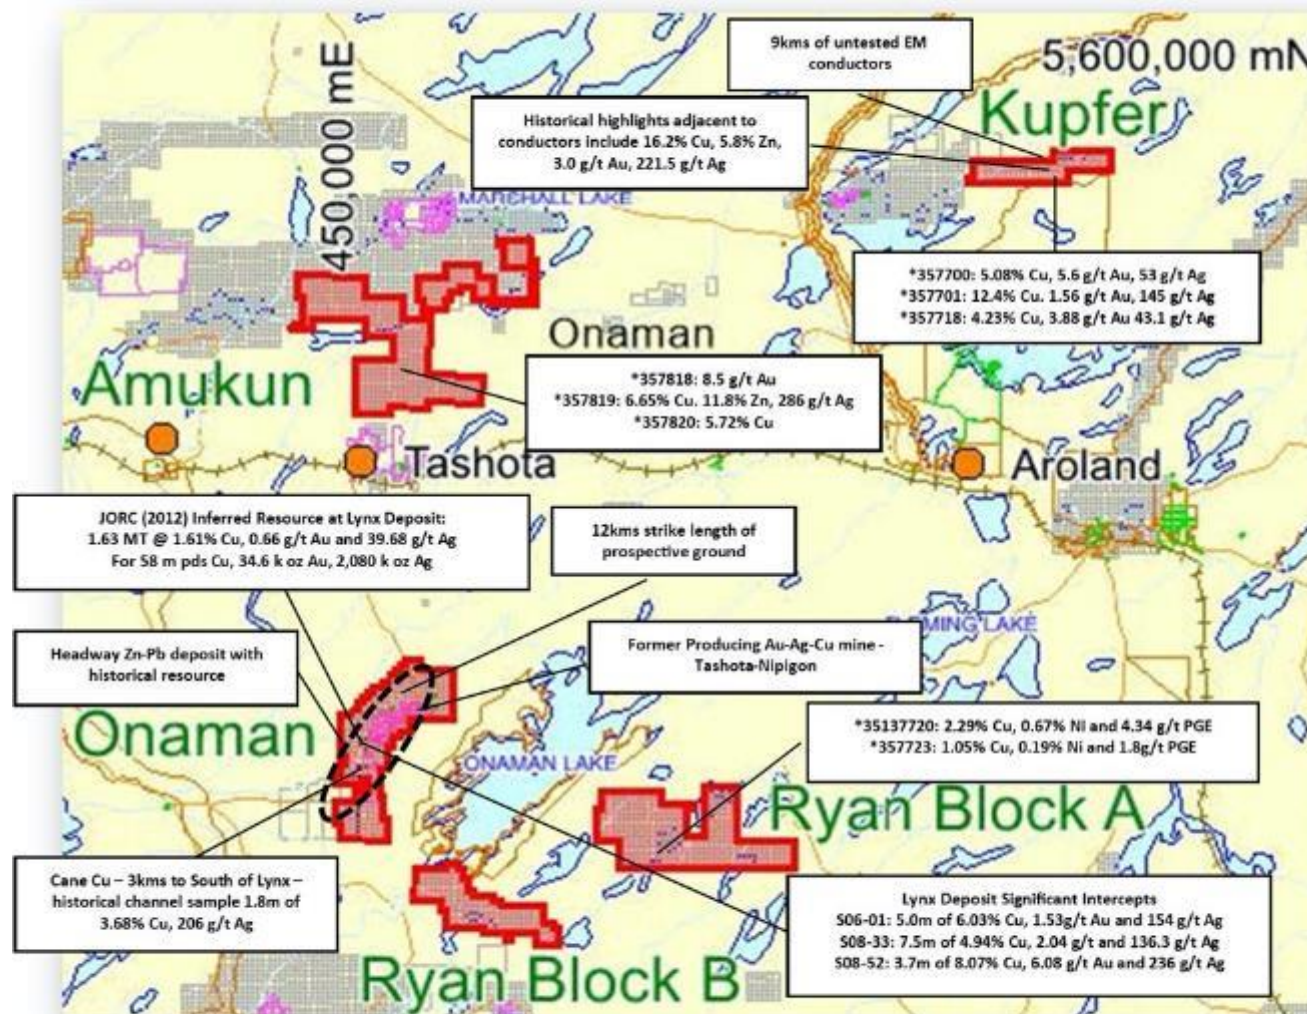 9kms of untested EM
conductors
5,600,000 mN
450,000 mE
Kupfer
Historical highlights adjacent to
conductors include 16.2% Cu, 5.8% Zn,
3.0 g/t Au, 221.5 g/t Ag
MARSHALL LAKE
*357700: 5.08% Cu, 5.6 g/t Au, 53 g/t Ag
*357701: 12.4% Cu. 1.56 g/t Au, 145 g/t Ag
*357718: 4.23% Cu, 3.88 g/t Au 43.1 g/t Ag
Onaman
Amukun
*357818: 8.5 g/t Au
*357819: 6.65% Cu. 11.8% Zn, 286 g/t Ag
*357820: 5.72% Cu
Tashota
Aroland
JORC (2012) Inferred Resource at Lynx Deposit:
1.63 MT @ 1.61% Cu, 0.66 g/t Au and 39.68 g/t Ag
For 58 m pds Cu, 34.6 k oz Au, 2,080 k oz Ag
12kms strike length of
prospective ground
Headway Zn-Pb deposit with
historical resource
Former Producing Au-Ag-Cu mine -
Tashota-Nipigon
EMING LAKE
Onaman
ONAMAN LAKE
*35137720: 2.29% Cu, 0.67% Ni and 4.34 g/t PGE
*357723: 1.05% Cu, 0.19% Ni and 1.8g/t PGE
Ryan Block A
Cane Cu – 3kms to South of Lynx –
historical channel sample 1.8m of
3.68% Cu, 206 g/t Ag
Lynx Deposit Significant Intercepts
S06-01: 5.0m of 6.03% Cu, 1.53g/t Au and 154 g/t Ag
S08-33: 7.5m of 4.94% Cu, 2.04 g/t and 136.3 g/t Ag
S08-52: 3.7m of 8.07% Cu, 6.08 g/t Au and 236 g/t Ag
Ryan Block B